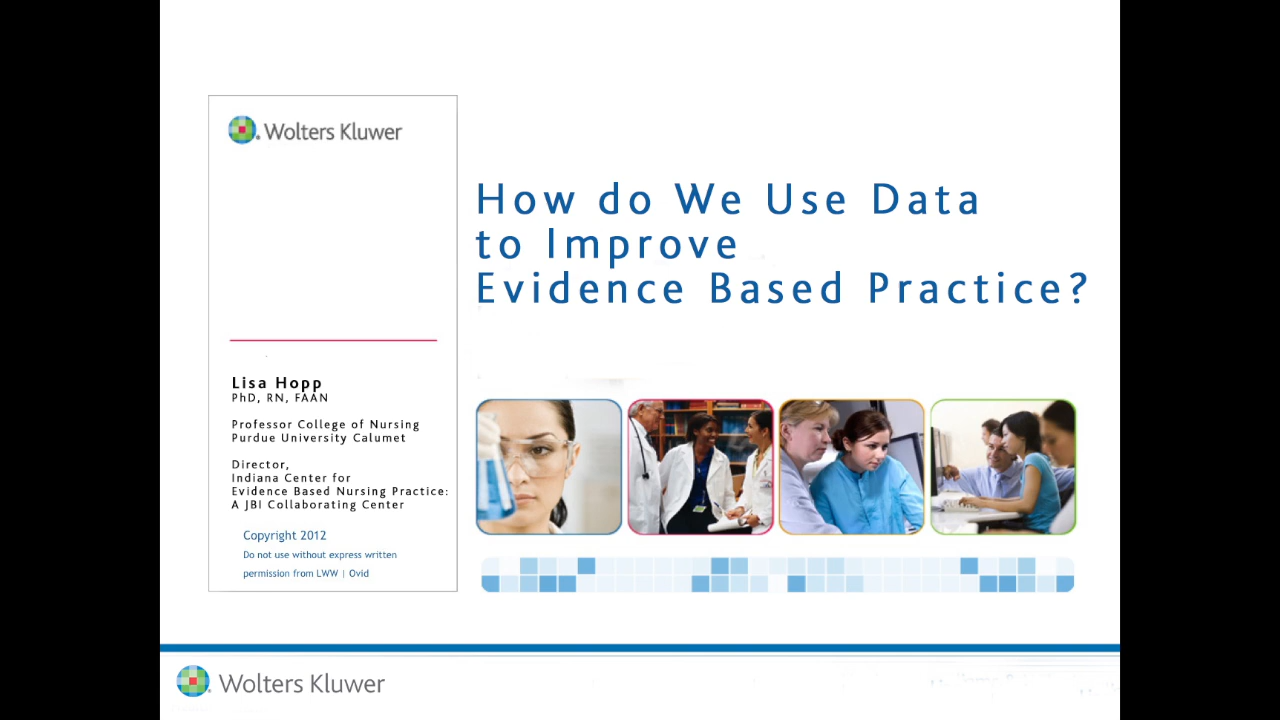 Wolters Kluwer
How do We Use Data
to Improve
Evidence Based Practice?
Lisa Hopp
PhD, RN, FAAN
Professor College of Nursing
Purdue University Calumet
Director,
Indiana Center for
Evidence Based Nursing Practice:
A JBI Collaborating Center
Copyright 2012
Do not use without express written
permission from LWW | Ovid
Wolters Kluwer